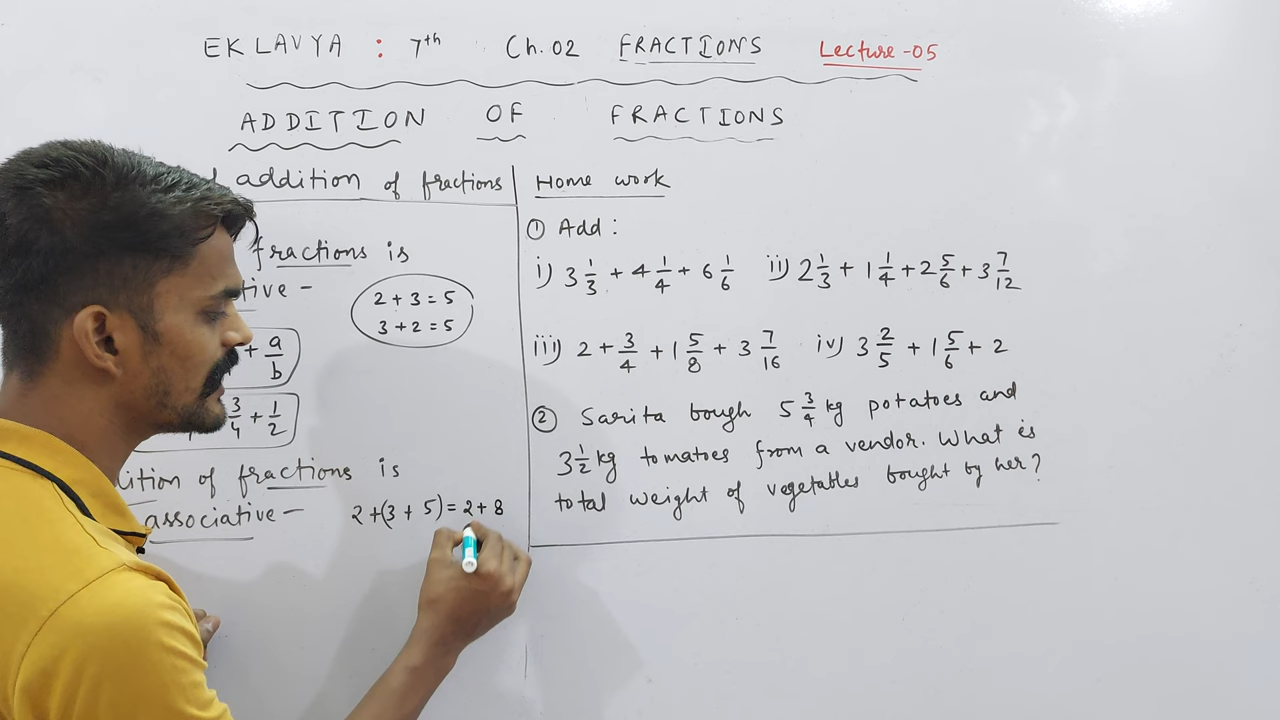 EKLAVYA : 7th Ch.02 FRACTIONS Lecture-05
ADDITION OF FRACTIONS
addition of fractions
fractions is
tive -
2 + 3 = 5
3 + 2 = 5
+ a/b
3/4 + 1/2
ition of fractions is
associative -
2 + (3 + 5) = 2 + 8
Home work
① Add :
i) 3 1/3 + 4 1/4 + 6 1/6 ii) 2 1/3 + 1 1/4 + 2 5/6 + 3 7/12
iii) 2 + 3/4 + 1 5/8 + 3 7/16 iv) 3 2/5 + 1 5/6 + 2
② Sarita bough 5 3/4 kg potatoes and
3 1/2 kg tomatoes from a vendor. What is
total weight of vegetables bought by her?